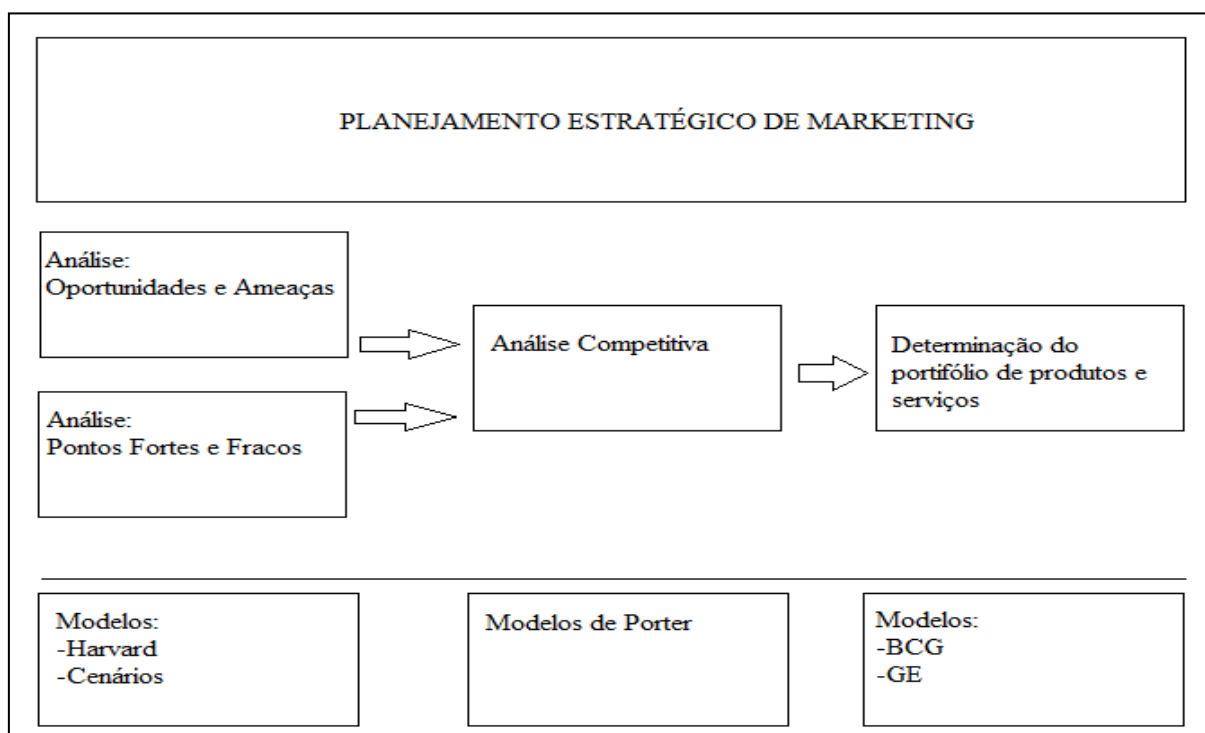 PLANEJAMENTO ESTRATÉGICO DE MARKETING
Análise:
Oportunidades e Ameaças
Análise:
Pontos Fortes e Fracos
Análise Competitiva
Determinação do
portifólio de produtos e
serviços
Modelos:
-Harvard
-Cenários
Modelos de Porter
Modelos:
-BCG
-GE